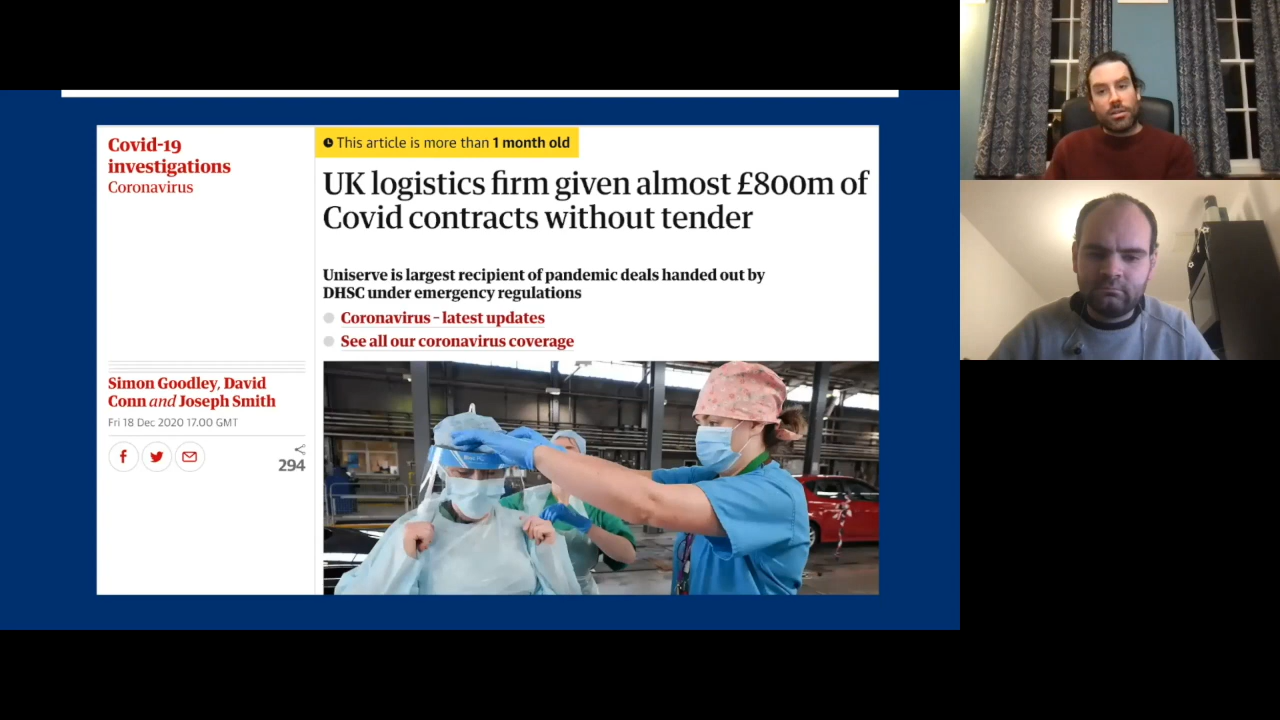 Covid-19
investigations
Coronavirus
This article is more than 1 month old
UK logistics firm given almost £800m of
Covid contracts without tender
Uniserve is largest recipient of pandemic deals handed out by
DHSC under emergency regulations
Coronavirus – latest updates
See all our coronavirus coverage
Simon Goodley, David
Conn and Joseph Smith
Fri 18 Dec 2020 17.00 GMT
294